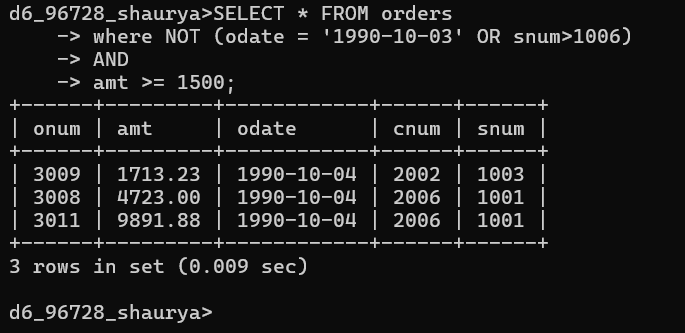 d6_96728_shaurya>SELECT * FROM orders
    -> where NOT (odate = '1990-10-03' OR snum>1006)
    -> AND
    -> amt >= 1500;
+------+---------+------------+------+------+
| onum | amt     | odate      | cnum | snum |
+------+---------+------------+------+------+
| 3009 | 1713.23 | 1990-10-04 | 2002 | 1003 |
| 3008 | 4723.00 | 1990-10-04 | 2006 | 1001 |
| 3011 | 9891.88 | 1990-10-04 | 2006 | 1001 |
+------+---------+------------+------+------+
3 rows in set (0.009 sec)
d6_96728_shaurya>